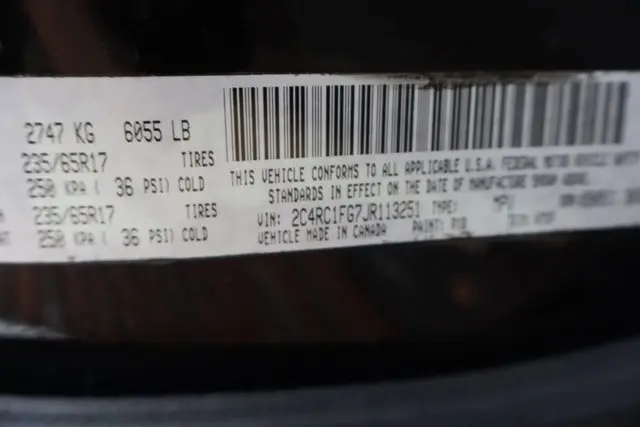 2747 KG 6055 LB
235/65R17 TIRES
250 KPA ( 36 PSI) COLD
235/65R17 TIRES
250 KPA ( 36 PSI) COLD
THIS VEHICLE CONFORMS TO ALL APPLICABLE U.S.A. FEDERAL MOTOR VEHICLE
STANDARDS IN EFFECT ON THE DATE OF MANUFACTURE SHOWN ABOVE.
VIN: 2C4RC1FG7JR113251 TYPE: MPV
VEHICLE MADE IN CANADA PAINT: